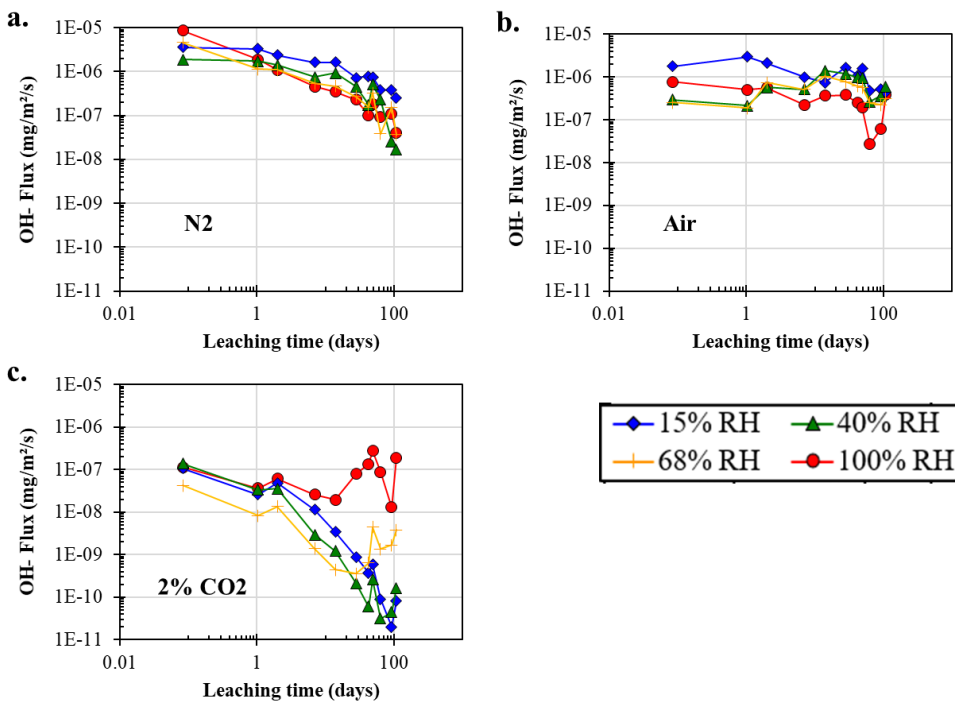 a.
1E-05
1E-06
1E-07
1E-08
1E-09
1E-10
1E-11
OH- Flux (mg/m²/s)
N2
0.01
1
100
Leaching time (days)
b.
1E-05
1E-06
1E-07
1E-08
1E-09
1E-10
1E-11
OH- Flux (mg/m²/s)
Air
0.01
1
100
Leaching time (days)
c.
1E-05
1E-06
1E-07
1E-08
1E-09
1E-10
1E-11
OH- Flux (mg/m²/s)
2% CO2
0.01
1
100
Leaching time (days)
15% RH
40% RH
68% RH
100% RH